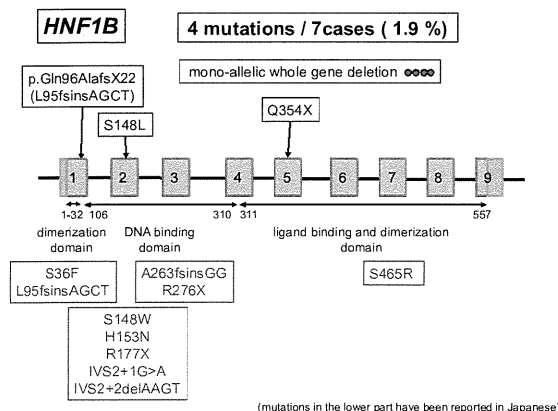 HNF1B
4 mutations / 7cases ( 1.9 %)
mono-allelic whole gene deletion
p.Gln96AlafsX22
(L95fsinsAGCT)
S148L
Q354X
1 2 3 4 5 6 7 8 9
1-32 106 310 311 557
dimerization domain
DNA binding domain
ligand binding and dimerization domain
S36F
L95fsinsAGCT
A263fsinsGG
R276X
S465R
S148W
H153N
R177X
IVS2+1G>A
IVS2+2delAAGT
(mutations in the lower part have been reported in Japanese)